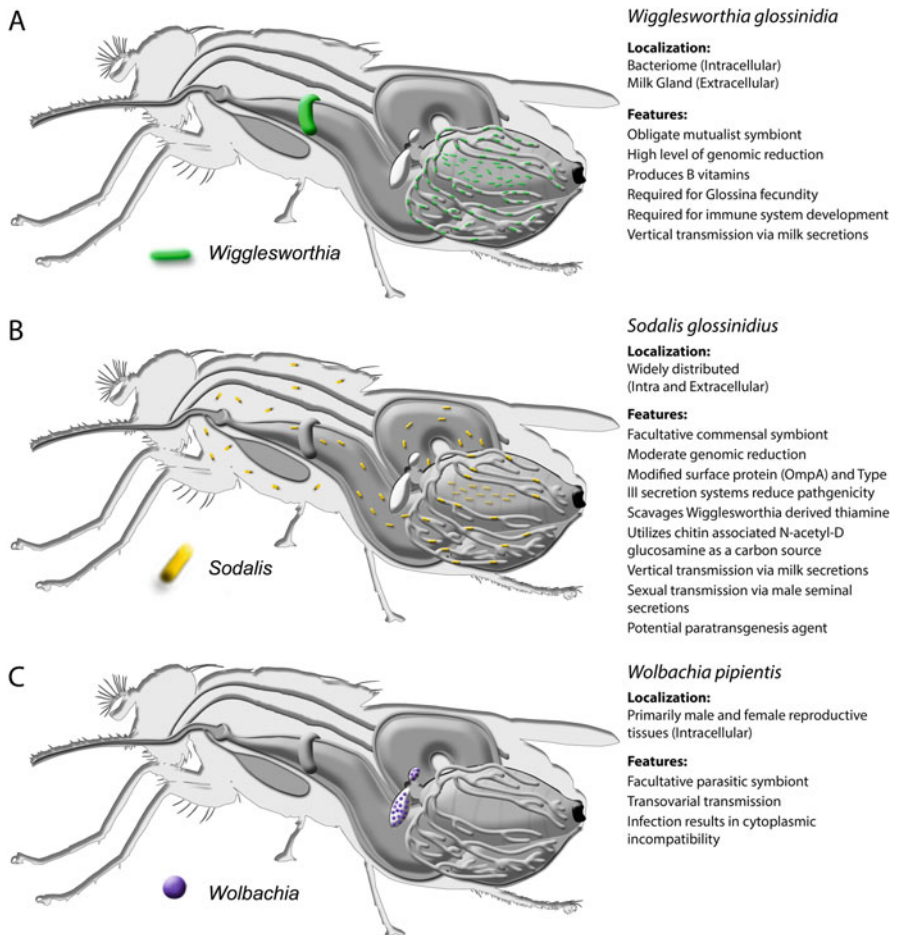 A
Wigglesworthia glossinidia
Localization:
Bacteriome (Intracellular)
Milk Gland (Extracellular)
Features:
Obligate mutualist symbiont
High level of genomic reduction
Produces B vitamins
Required for Glossina fecundity
Required for immune system development
Vertical transmission via milk secretions
Wigglesworthia
B
Sodalis glossinidius
Localization:
Widely distributed
(Intra and Extracellular)
Features:
Facultative commensal symbiont
Moderate genomic reduction
Modified surface protein (OmpA) and Type
III secretion systems reduce pathgenicity
Scavages Wigglesworthia derived thiamine
Utilizes chitin associated N-acetyl-D
glucosamine as a carbon source
Vertical transmission via milk secretions
Sexual transmission via male seminal
secretions
Potential paratransgenesis agent
Sodalis
C
Wolbachia pipientis
Localization:
Primarily male and female reproductive
tissues (Intracellular)
Features:
Facultative parasitic symbiont
Transovarial transmission
Infection results in cytoplasmic
incompatibility
Wolbachia